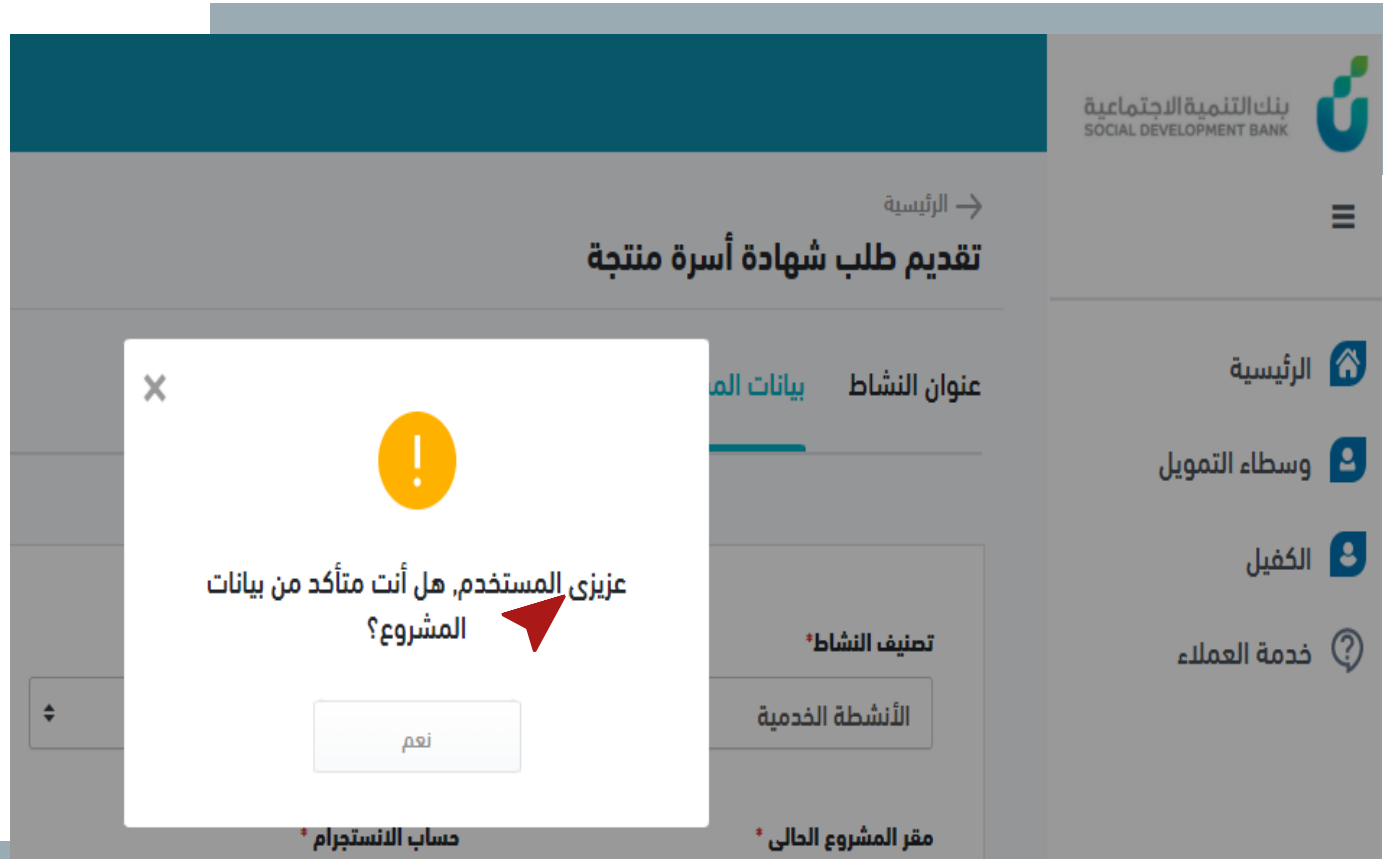 بنك التنمية الاجتماعية
SOCIAL DEVELOPMENT BANK
الرئيسية
وسطاء التمويل
الكفيل
خدمة العملاء
الرئيسية
تقديم طلب شهادة أسرة منتجة
عنوان النشاط
بيانات
عزيزى المستخدم, هل أنت متأكد من بيانات
المشروع؟
نعم
تصنيف النشاط*
الأنشطة الخدمية
مقر المشروع الحالى *
حساب الانستجرام *